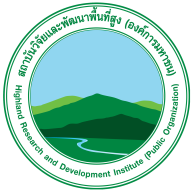 สถาบันวิจัยและพัฒนาพื้นที่สูง (องค์การมหาชน)
Highland Research and Development Institute (Public Organization)